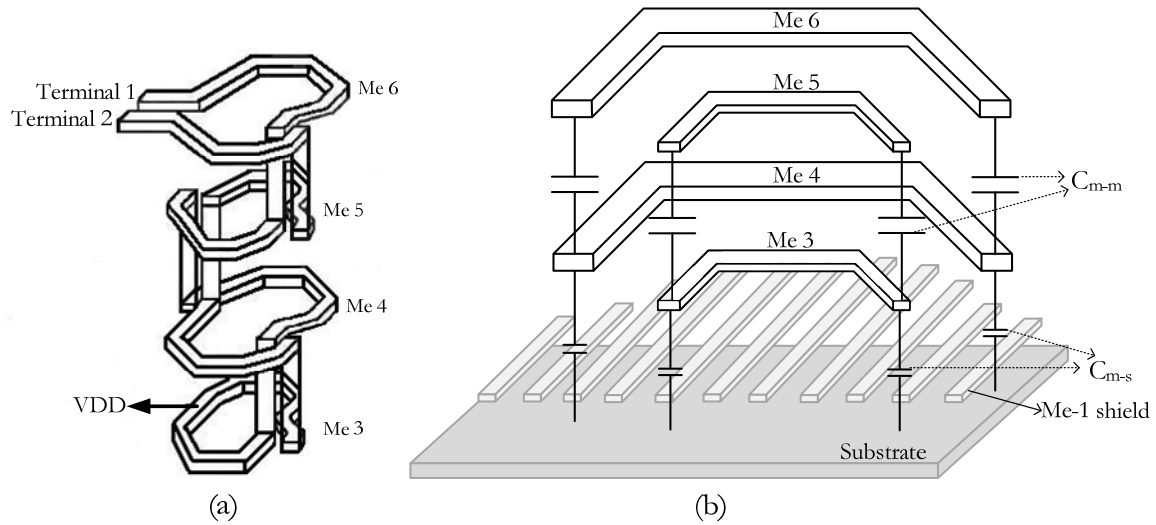 Terminal 1
Terminal 2
Me 6
Me 5
Me 4
VDD
Me 3
(a)
Me 6
Me 5
Me 4
Me 3
Cm-m
Cm-s
Me-1 shield
Substrate
(b)